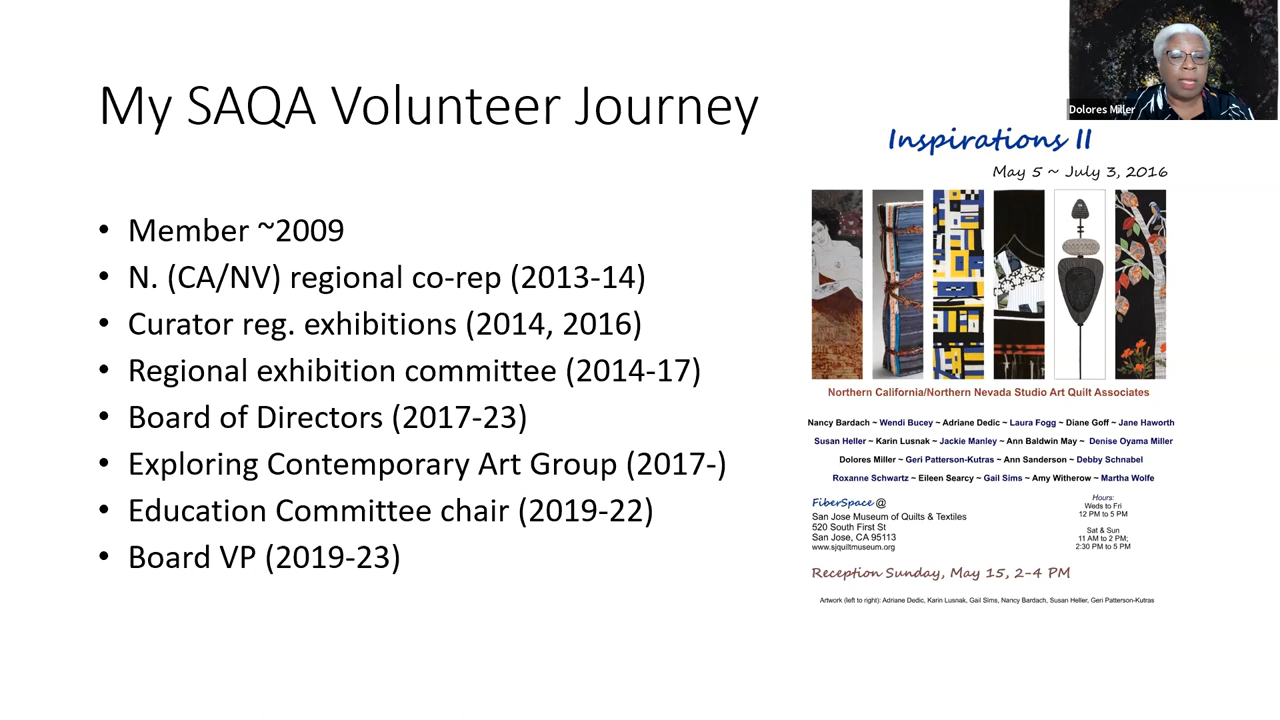 My SAQA Volunteer Journey
• Member ~2009
• N. (CA/NV) regional co-rep (2013-14)
• Curator reg. exhibitions (2014, 2016)
• Regional exhibition committee (2014-17)
• Board of Directors (2017-23)
• Exploring Contemporary Art Group (2017-)
• Education Committee chair (2019-22)
• Board VP (2019-23)
Dolores Miller
Inspirations II
May 5 ~ July 3, 2016
Northern California/Northern Nevada Studio Art Quilt Associates
Nancy Bardach ~ Wendi Bucey ~ Adriane Dedic ~ Laura Fogg ~ Diane Goff ~ Jane Haworth
Susan Heller ~ Karin Lusnak ~ Jackie Manley ~ Ann Baldwin May ~ Denise Oyama Miller
Dolores Miller ~ Geri Patterson-Kutras ~ Ann Sanderson ~ Debby Schnabel
Roxanne Schwartz ~ Eileen Searcy ~ Gail Sims ~ Amy Witherow ~ Martha Wolfe
FiberSpace @
San Jose Museum of Quilts & Textiles
520 South First St
San Jose, CA 95113
www.sjquiltmuseum.org
Hours:
Weds to Fri
12 PM to 5 PM
Sat & Sun
11 AM to 2 PM;
2:30 PM to 5 PM
Reception Sunday, May 15, 2-4 PM
Artwork (left to right): Adriane Dedic, Karin Lusnak, Gail Sims, Nancy Bardach, Susan Heller, Geri Patterson-Kutras